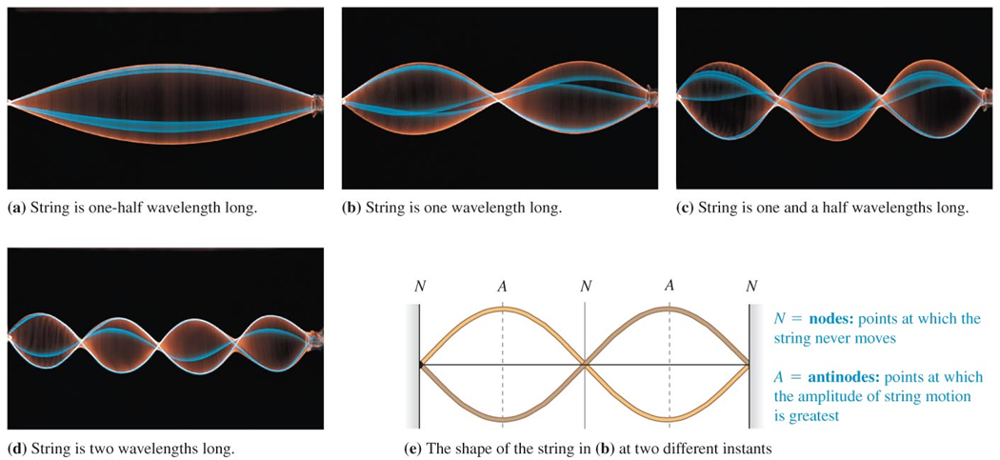 (a) String is one-half wavelength long.
(b) String is one wavelength long.
(c) String is one and a half wavelengths long.
N
A
N
A
N
N = nodes: points at which the
string never moves
A = antinodes: points at which
the amplitude of string motion
is greatest
(d) String is two wavelengths long.
(e) The shape of the string in (b) at two different instants